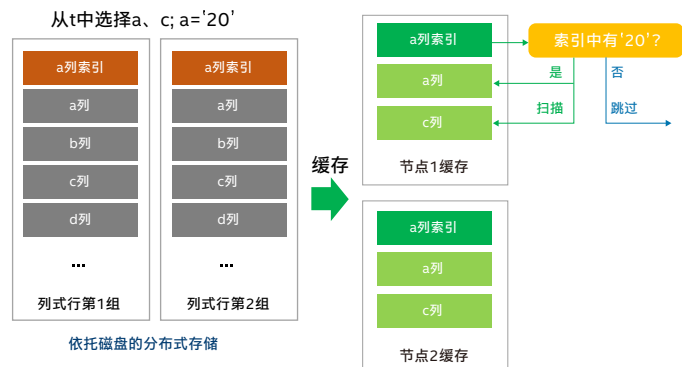 从t中选择a、c; a=‘20’
a列索引
a列
b列
c列
d列
...
列式行第1组
a列索引
a列
b列
c列
d列
...
列式行第2组
依托磁盘的分布式存储
缓存
a列索引
a列
c列
节点1缓存
索引中有‘20’?
是
扫描
否
跳过
a列索引
a列
c列
节点2缓存